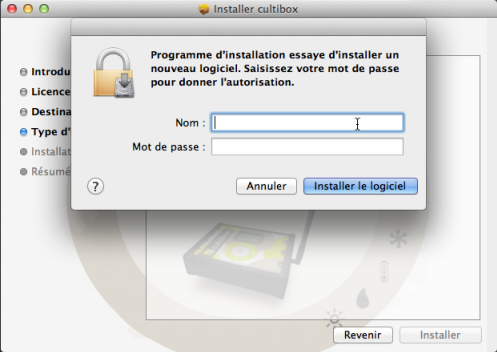 Installer cultibox
Programme d'installation essaye d'installer un
nouveau logiciel. Saisissez votre mot de passe
pour donner l'autorisation.
Nom :
Mot de passe :
?
Annuler
Installer le logiciel
Introdu
Licence
Destina
Type d'
Installat
Résumé
Revenir
Installer